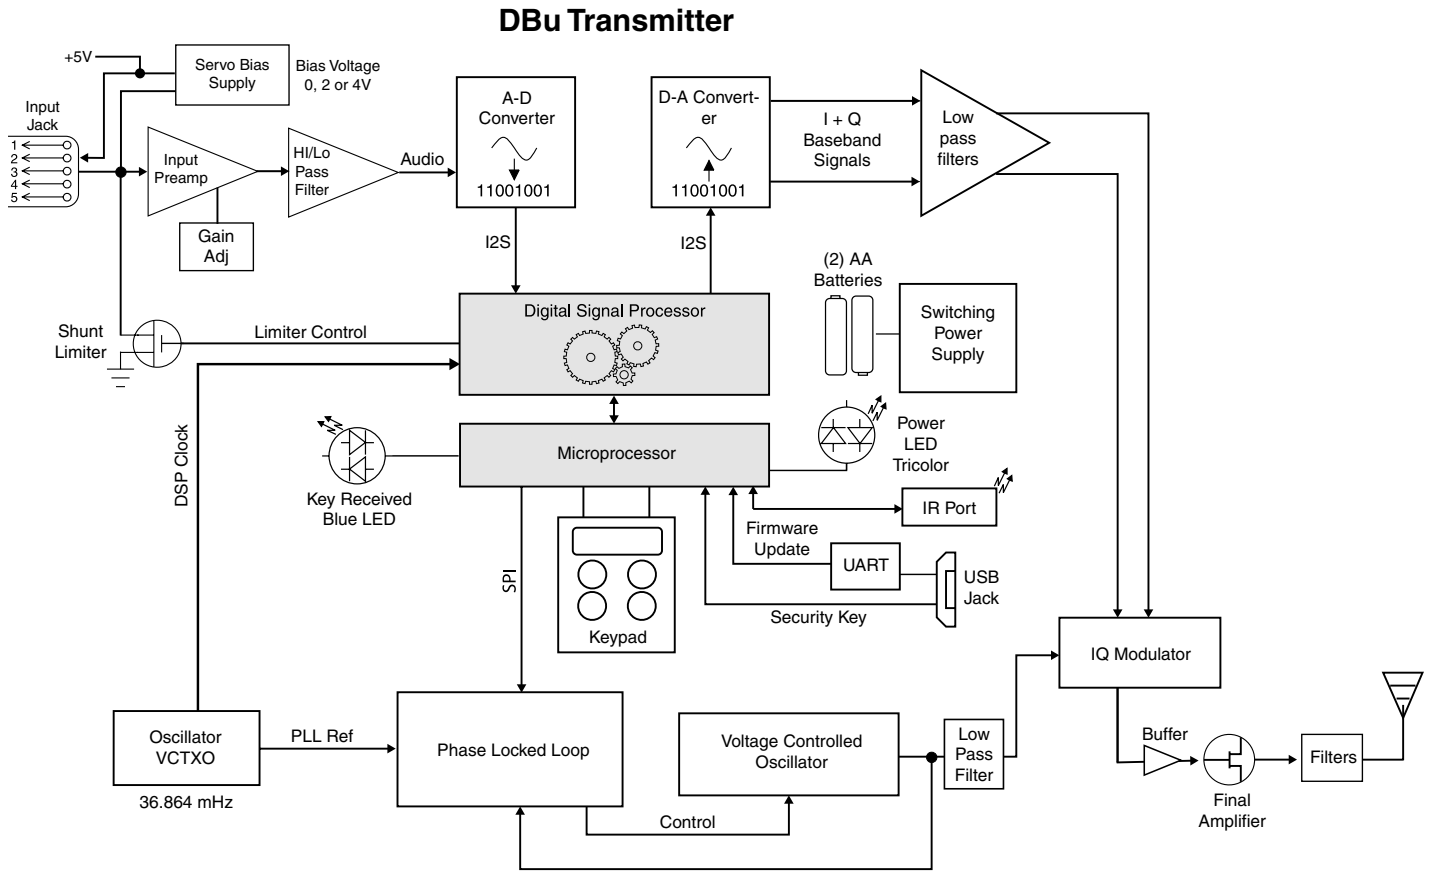 DBu Transmitter
+5V
Servo Bias
Supply
Bias Voltage
0, 2 or 4V
Input
Jack
1
2
3
4
5
Input
Preamp
Gain
Adj
HI/Lo
Pass
Filter
Audio
A-D
Converter
11001001
I2S
D-A Convert-
er
11001001
I2S
I + Q
Baseband
Signals
Low
pass
filters
(2) AA
Batteries
Switching
Power
Supply
Digital Signal Processor
Shunt
Limiter
Limiter Control
DSP Clock
Microprocessor
Key Received
Blue LED
Power
LED
Tricolor
IR Port
Firmware
Update
UART
USB
Jack
Security Key
SPI
Keypad
IQ Modulator
Oscillator
VCTXO
36.864 mHz
PLL Ref
Phase Locked Loop
Voltage Controlled
Oscillator
Control
Low
Pass
Filter
Buffer
Final
Amplifier
Filters